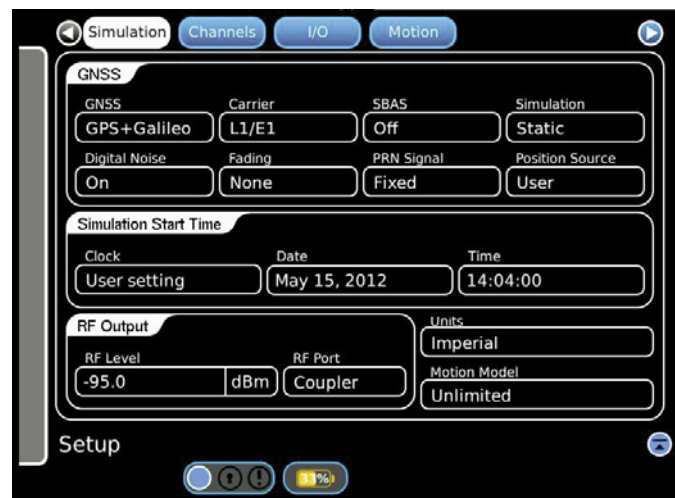 Simulation Channels I/O Motion
GNSS
GNSS Carrier SBAS Simulation
GPS+Galileo L1/E1 Off Static
Digital Noise Fading PRN Signal Position Source
On None Fixed User
Simulation Start Time
Clock Date Time
User setting May 15, 2012 14:04:00
RF Output
RF Level RF Port
-95.0 dBm Coupler
Units
Imperial
Motion Model
Unlimited
Setup
33%